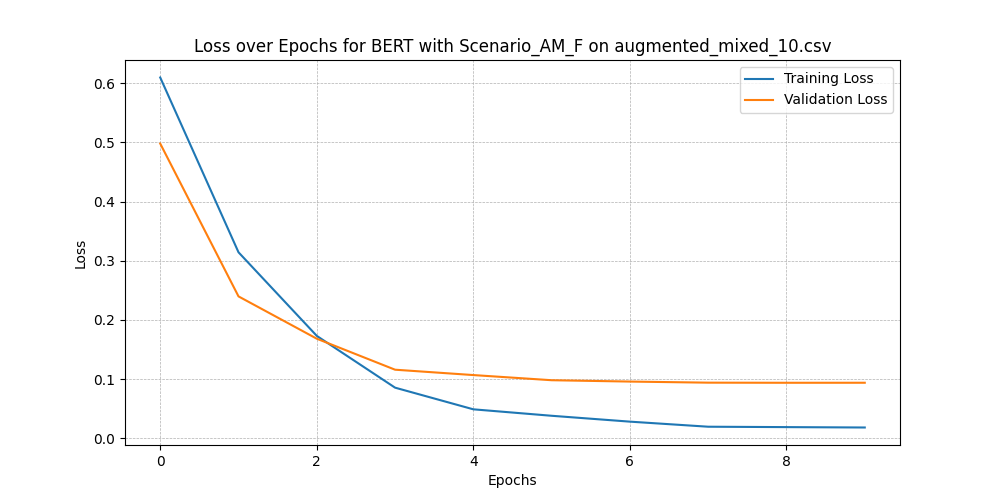 Loss over Epochs for BERT with Scenario_AM_F on augmented_mixed_10.csv
Training Loss
Validation Loss
0.6
0.5
0.4
0.3
0.2
0.1
0.0
Loss
0 2 4 6 8
Epochs